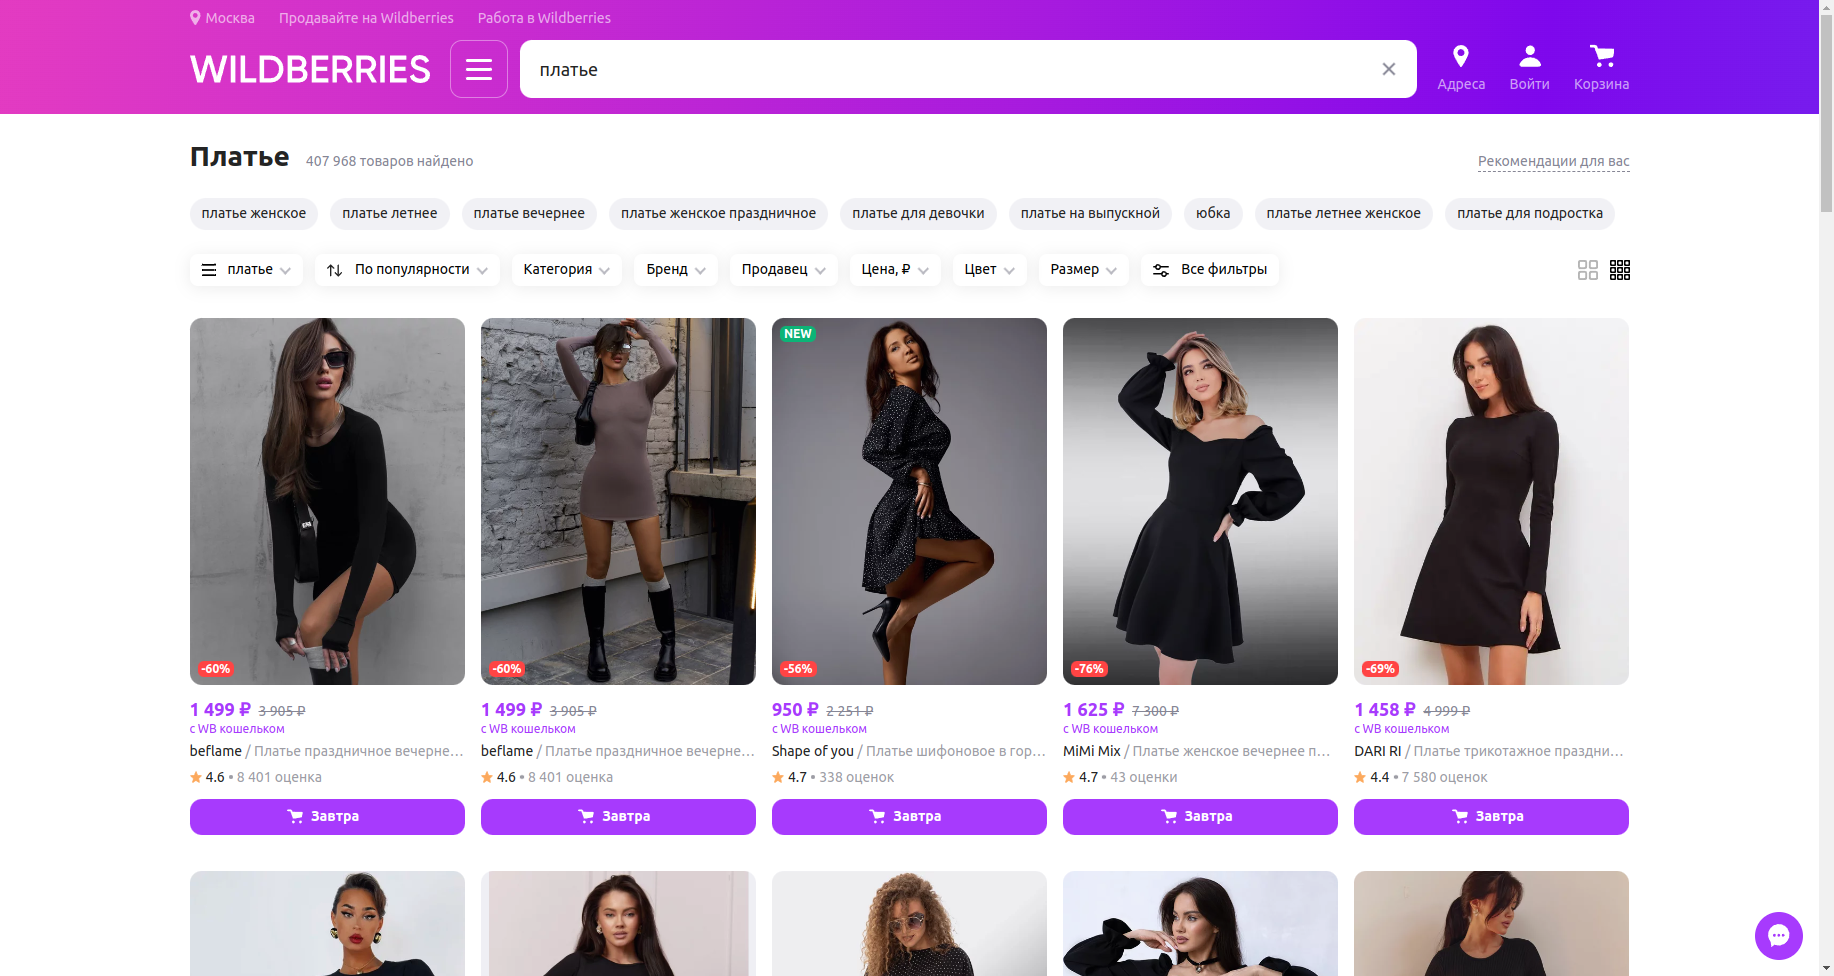 Москва Продавайте на Wildberries Работа в Wildberries
WILDBERRIES
платье
Адреса Войти Корзина
Платье 407 968 товаров найдено Рекомендации для вас
платье женское платье летнее платье вечернее платье женское праздничное платье для девочки платье на выпускной юбка платье летнее женское платье для подростка
платье По популярности Категория Бренд Продавец Цена, ₽ Цвет Размер Все фильтры
NEW
-60% -60% -56% -76% -69%
1 499 ₽ 3 905 ₽ 1 499 ₽ 3 905 ₽ 950 ₽ 2 251 ₽ 1 625 ₽ 7 300 ₽ 1 458 ₽ 4 999 ₽
с WB кошельком с WB кошельком с WB кошельком с WB кошельком с WB кошельком
beflame / Платье праздничное вечерне... beflame / Платье праздничное вечерне... Shape of you / Платье шифоновое в гор... MiMi Mix / Платье женское вечернее п... DARI RI / Платье трикотажное праздни...
4.6 • 8 401 оценка 4.6 • 8 401 оценка 4.7 • 338 оценок 4.7 • 43 оценки 4.4 • 7 580 оценок
Завтра Завтра Завтра Завтра Завтра